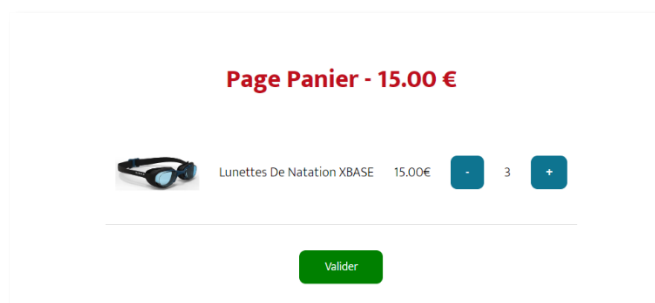 Page Panier - 15.00 €
Lunettes De Natation XBASE 15.00€ - 3 +
Valider